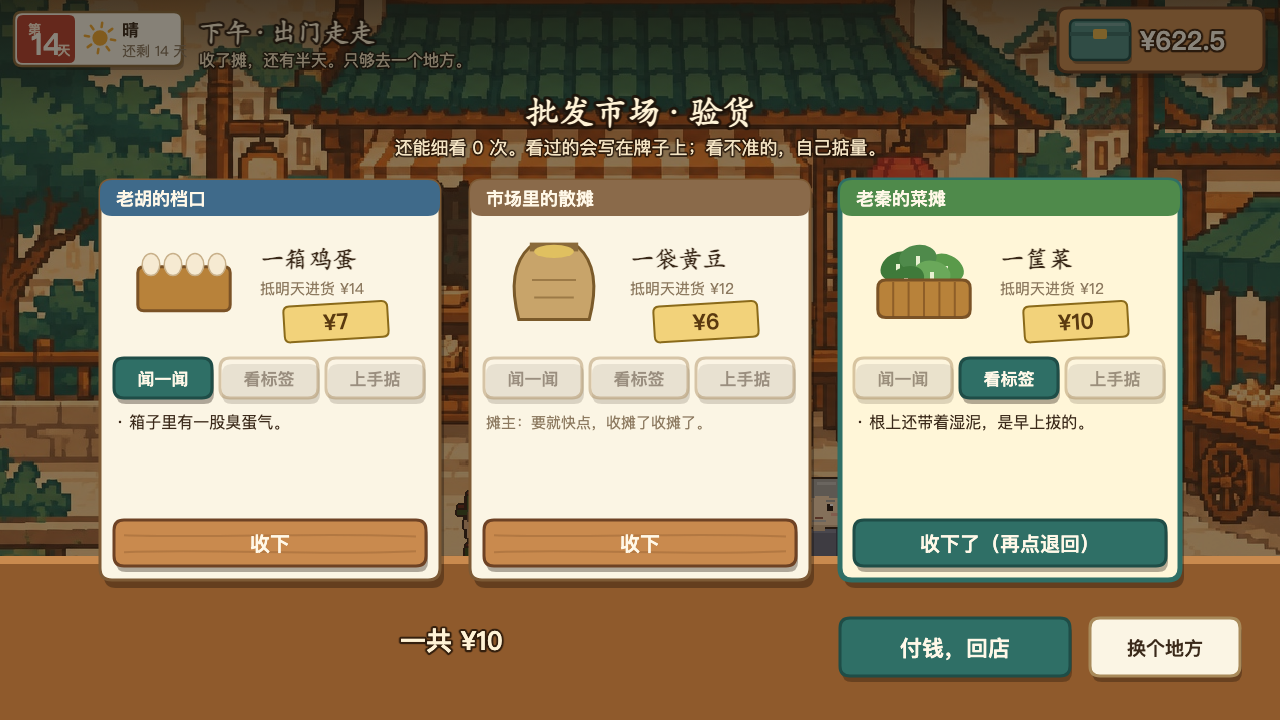 第14天
晴
还剩 14 天
下午·出门走走
收了摊，还有半天。只够去一个地方。
¥622.5
批发市场·验货
还能细看 0 次。看过的会写在牌子上；看不准的，自己掂量。
老胡的档口
一箱鸡蛋
抵明天进货 ¥14
¥7
闻一闻
看标签
上手掂
· 箱子里有一股臭蛋气。
收下
市场里的散摊
一袋黄豆
抵明天进货 ¥12
¥6
闻一闻
看标签
上手掂
摊主：要就快点，收摊了收摊了。
收下
老秦的菜摊
一筐菜
抵明天进货 ¥12
¥10
闻一闻
看标签
上手掂
· 根上还带着湿泥，是早上拔的。
收下了（再点退回）
一共 ¥10
付钱，回店
换个地方